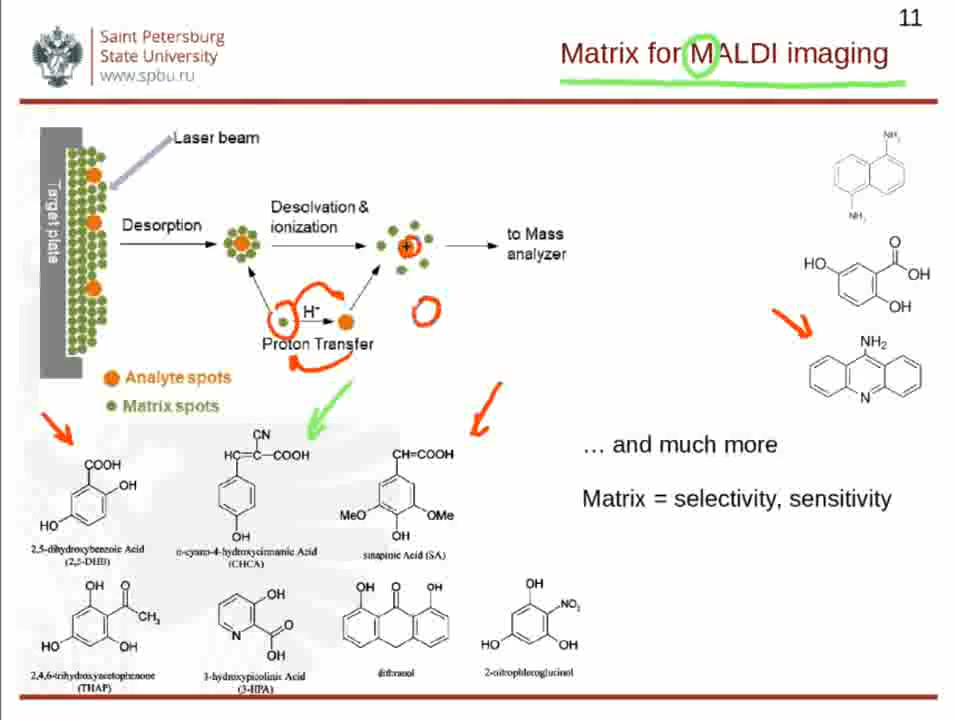 11
Saint Petersburg
State University
www.spbu.ru
Matrix for MALDI imaging
Laser beam
Target plate
Desorption
Desolvation &
ionization
+
to Mass
analyzer
H+
Proton Transfer
Analyte spots
Matrix spots
NH₂
NH₂
HO
O
OH
OH
NH₂
N
… and much more
Matrix = selectivity, sensitivity
COOH
OH
HO
2,5-dihydroxybenzoic Acid
(2,5-DHB)
CN
HC=C-COOH
OH
α-cyano-4-hydroxycinnamic Acid
(CHCA)
CH=COOH
MeO
OMe
OH
sinapinic Acid (SA)
OH
O
CH₃
HO
OH
2,4,6-trihydroxyacetophenone
(THAP)
OH
N
O
OH
3-hydroxypicolinic Acid
(3-HPA)
OH
O
OH
dithranol
OH
NO₂
HO
OH
2-nitrophloroglucinol